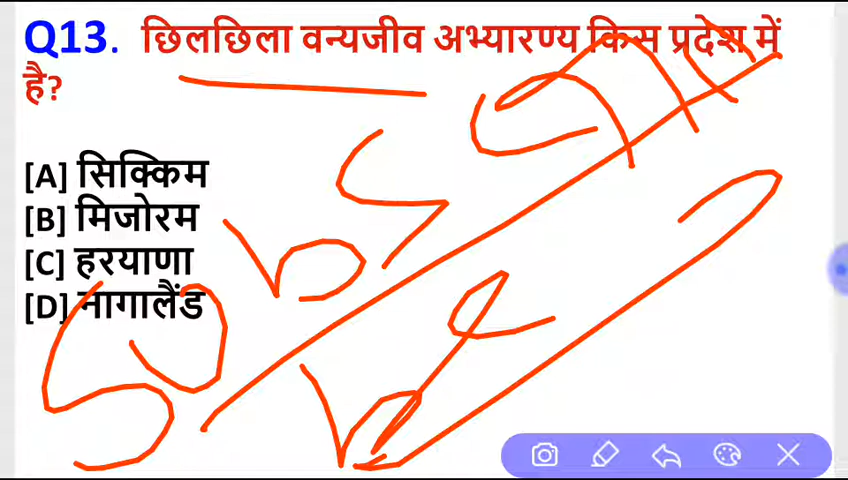 Q13. छिलछिला वन्यजीव अभ्यारण्य किस प्रदेश में
है?
[A] सिक्किम
[B] मिजोरम
[C] हरयाणा
[D] नागालैंड